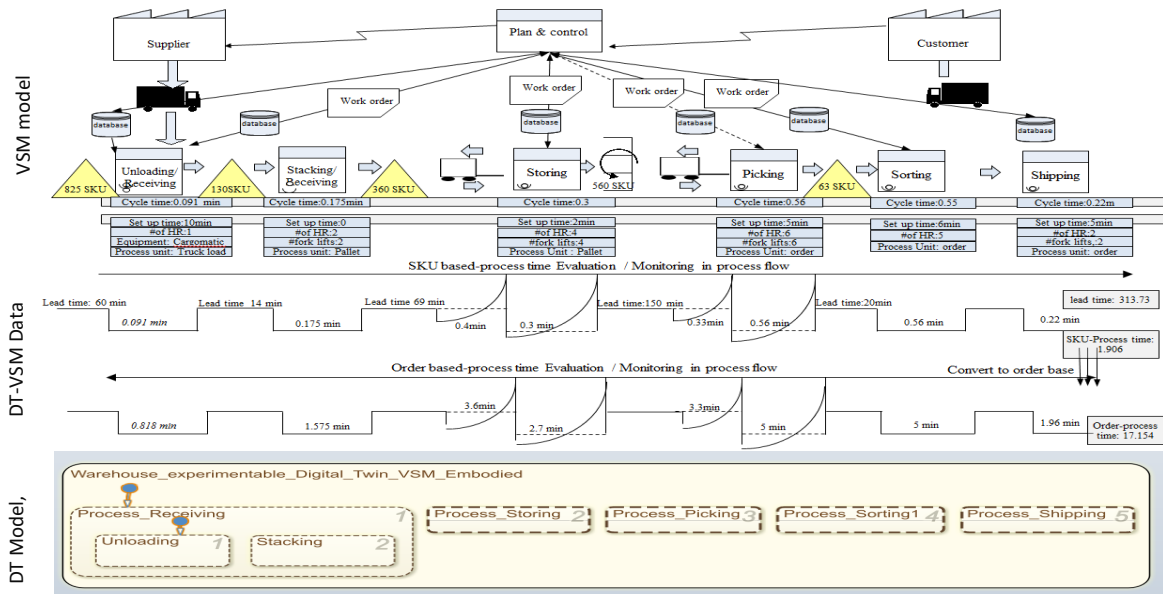 VSM model
Supplier
Plan & control
Customer
Work order
Work order
Work order
Work order
database
database
database
database
database
database
825 SKU
Unloading/
Receiving
130SKU
Stacking/
Receiving
360 SKU
Storing
560 SKU
Picking
63 SKU
Sorting
Shipping
Cycle time:0.091 min
Cycle time:0.175min
Cycle time:0.3
Cycle time:0.56
Cycle time:0.55
Cycle time:0.22m
Set up time:10min
#of HR:1
Equipment: Cargomatic
Process unit: Truck load
Set up time:0
#of HR:2
#fork lifts:2
Process unit: Pallet
Set up time:2min
#of HR:4
#fork lifts:4
Process Unit : Pallet
Set up time:5min
#of HR:6
#fork lifts:6
Process Unit: order
Set up time:6min
#of HR:5
Process Unit: order
Set up time:5min
#of HR:2
#fork lifts,:2
Process unit: order
DT-VSM Data
SKU based-process time Evaluation / Monitoring in process flow
Lead time: 60 min
Lead time 14 min
Lead time 69 min
Lead time:150 min
Lead time:20min
lead time: 313.73
0.091 min
0.175 min
0.4min
0.3 min
0.33min
0.56 min
0.56 min
0.22 min
SKU-Process time:
1.906
Order based-process time Evaluation / Monitoring in process flow
Convert to order base
0.818 min
1.575 min
3.6min
2.7 min
3.3min
5 min
5 min
1.96 min
Order-process
time: 17.154
DT Model,
Warehouse_experimentable_Digital_Twin_VSM_Embodied
Process_Receiving
1
Unloading
1
Stacking
2
Process_Storing
2
Process_Picking
3
Process_Sorting1
4
Process_Shipping
5